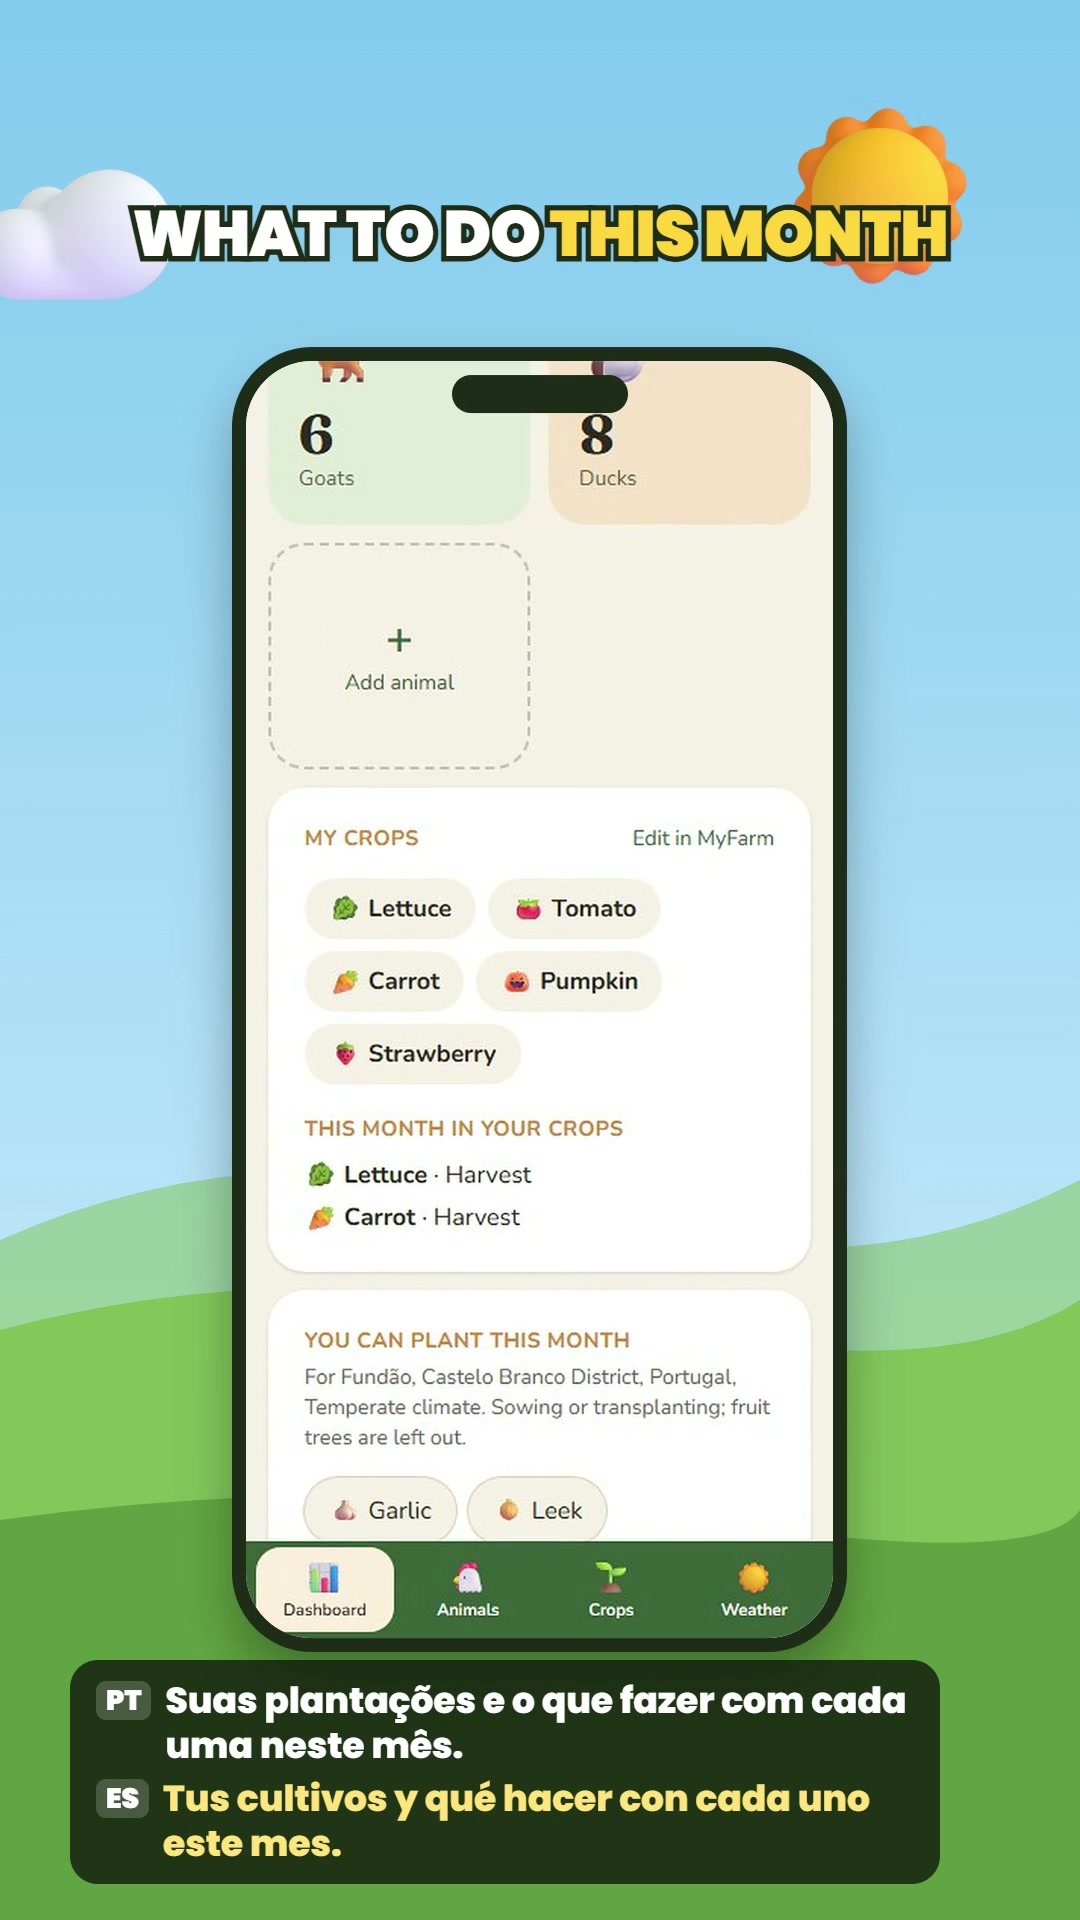 WHAT TO DO THIS MONTH
6
Goats
8
Ducks
+
Add animal
MY CROPS
Edit in MyFarm
Lettuce
Tomato
Carrot
Pumpkin
Strawberry
THIS MONTH IN YOUR CROPS
Lettuce · Harvest
Carrot · Harvest
YOU CAN PLANT THIS MONTH
For Fundão, Castelo Branco District, Portugal,
Temperate climate. Sowing or transplanting; fruit
trees are left out.
Garlic
Leek
Dashboard
Animals
Crops
Weather
PT Suas plantações e o que fazer com cada
uma neste mês.
ES Tus cultivos y qué hacer con cada uno
este mes.